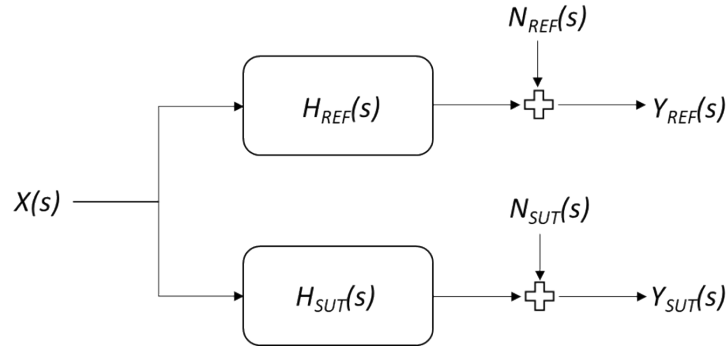 N_REF(s)
H_REF(s)
Y_REF(s)
X(s)
N_SUT(s)
H_SUT(s)
Y_SUT(s)